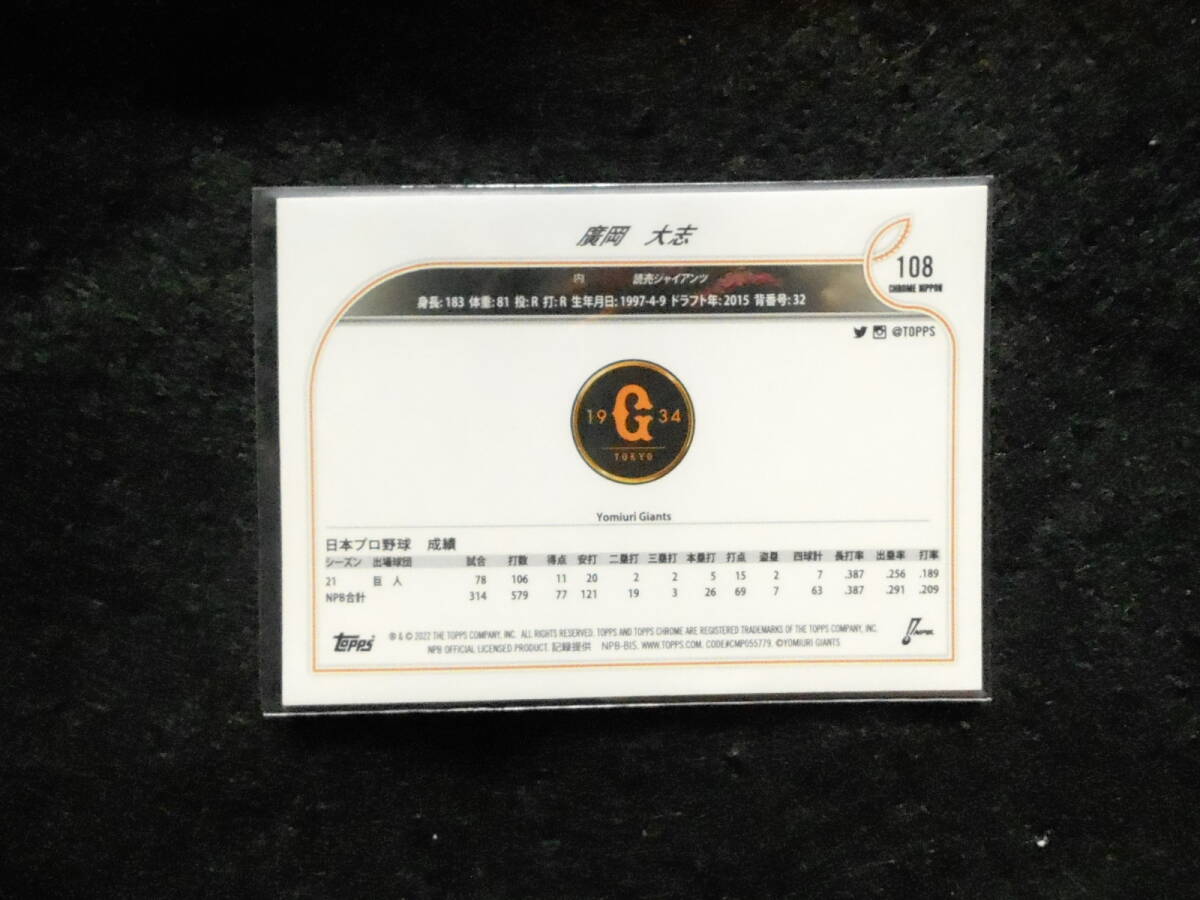 廣岡 大志
108
CHROME NIPPON
内 読売ジャイアンツ
身長: 183 体重: 81 投: R 打: R 生年月日: 1997-4-9 ドラフト年: 2015 背番号: 32
@TOPPS
19 G 34
TOKYO
Yomiuri Giants
日本プロ野球 成績
シーズン 出場球団 試合 打数 得点 安打 二塁打 三塁打 本塁打 打点 盗塁 四球計 長打率 出塁率 打率
21 巨人 78 106 11 20 2 2 5 15 2 7 .387 .256 .189
NPB合計 314 579 77 121 19 3 26 69 7 63 .387 .291 .209
topps
® & © 2022 THE TOPPS COMPANY, INC. ALL RIGHTS RESERVED. TOPPS AND TOPPS CHROME ARE REGISTERED TRADEMARKS OF THE TOPPS COMPANY, INC.
NPB OFFICIAL LICENSED PRODUCT. 記録提供 NPB-BIS. WWW.TOPPS.COM. CODE#CMP055779. ©YOMIURI GIANTS